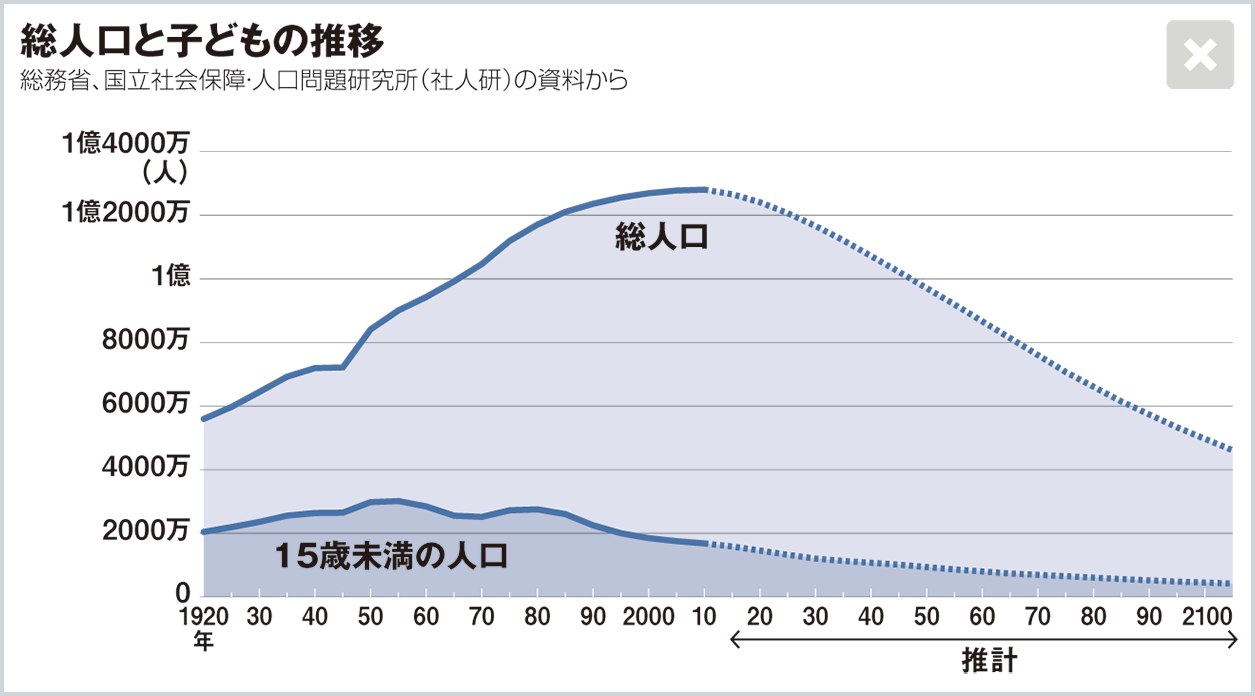 総人口と子どもの推移
総務省、国立社会保障・人口問題研究所（社人研）の資料から
1億4000万
（人）
1億2000万
1億
8000万
6000万
4000万
2000万
0
総人口
15歳未満の人口
1920 30 40 50 60 70 80 90 2000 10 20 30 40 50 60 70 80 90 2100
年
推計